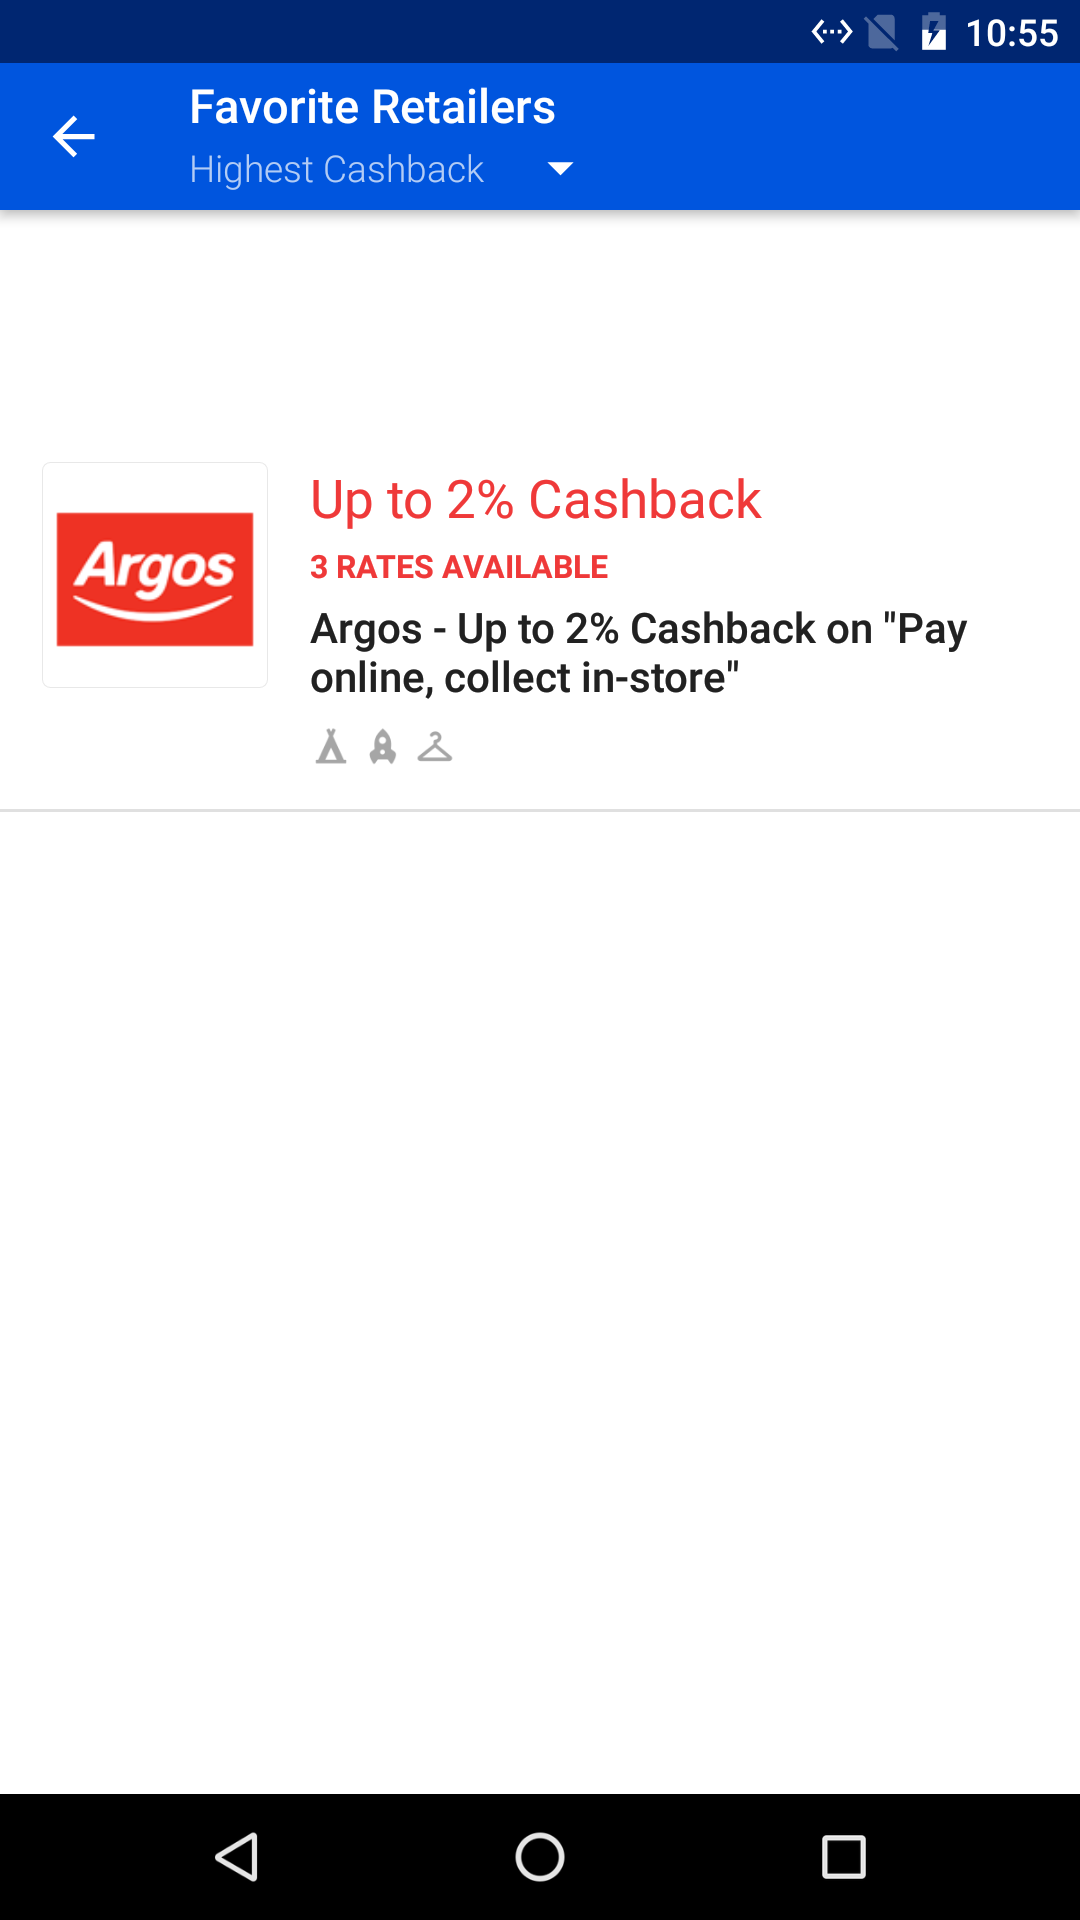 10:55
Favorite Retailers
Highest Cashback
Argos
Up to 2% Cashback
3 RATES AVAILABLE
Argos - Up to 2% Cashback on "Pay
online, collect in-store"